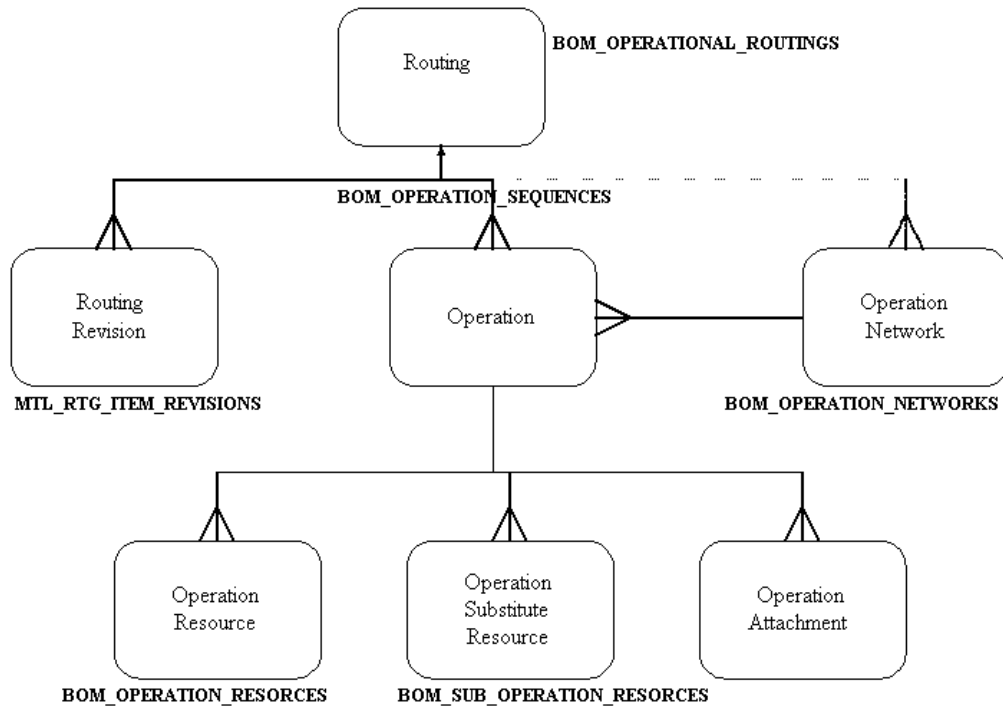 Routing
BOM_OPERATIONAL_ROUTINGS
BOM_OPERATION_SEQUENCES
Routing
Revision
MTL_RTG_ITEM_REVISIONS
Operation
Operation
Network
BOM_OPERATION_NETWORKS
Operation
Resource
BOM_OPERATION_RESORCES
Operation
Substitute
Resource
BOM_SUB_OPERATION_RESORCES
Operation
Attachment